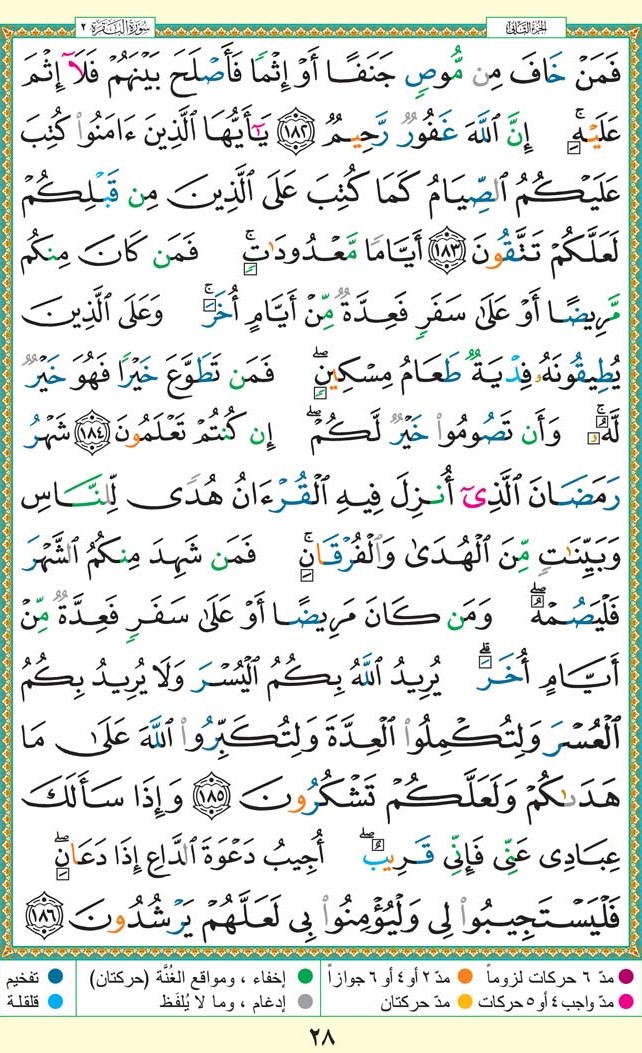 الجزء الثاني
سورة البقرة ٢
فَمَنْ خَافَ مِن مُّوصٍ جَنَفًا أَوْ إِثْمًا فَأَصْلَحَ بَيْنَهُمْ فَلَآ إِثْمَ
عَلَيْهِۚ إِنَّ ٱللَّهَ غَفُورٌ رَّحِيمٌ ١٨٢ يَٰٓأَيُّهَا ٱلَّذِينَ ءَامَنُوا۟ كُتِبَ
عَلَيْكُمُ ٱلصِّيَامُ كَمَا كُتِبَ عَلَى ٱلَّذِينَ مِن قَبْلِكُمْ
لَعَلَّكُمْ تَتَّقُونَ ١٨٣ أَيَّامًا مَّعْدُودَٰتٍۚ فَمَن كَانَ مِنكُم
مَّرِيضًا أَوْ عَلَىٰ سَفَرٍ فَعِدَّةٌ مِّنْ أَيَّامٍ أُخَرَۚ وَعَلَى ٱلَّذِينَ
يُطِيقُونَهُۥ فِدْيَةٌ طَعَامُ مِسْكِينٍۖ فَمَن تَطَوَّعَ خَيْرًا فَهُوَ خَيْرٌ
لَّهُۥۚ وَأَن تَصُومُوا۟ خَيْرٌ لَّكُمْۖ إِن كُنتُمْ تَعْلَمُونَ ١٨٤ شَهْرُ
رَمَضَانَ ٱلَّذِىٓ أُنزِلَ فِيهِ ٱلْقُرْءَانُ هُدًى لِّلنَّاسِ
وَبَيِّنَٰتٍ مِّنَ ٱلْهُدَىٰ وَٱلْفُرْقَانِۚ فَمَن شَهِدَ مِنكُمُ ٱلشَّهْرَ
فَلْيَصُمْهُۖ وَمَن كَانَ مَرِيضًا أَوْ عَلَىٰ سَفَرٍ فَعِدَّةٌ مِّنْ
أَيَّامٍ أُخَرَۗ يُرِيدُ ٱللَّهُ بِكُمُ ٱلْيُسْرَ وَلَا يُرِيدُ بِكُمُ
ٱلْعُسْرَ وَلِتُكْمِلُوا۟ ٱلْعِدَّةَ وَلِتُكَبِّرُوا۟ ٱللَّهَ عَلَىٰ مَا
هَدَىٰكُمْ وَلَعَلَّكُمْ تَشْكُرُونَ ١٨٥ وَإِذَا سَأَلَكَ
عِبَادِى عَنِّى فَإِنِّى قَرِيبٌۖ أُجِيبُ دَعْوَةَ ٱلدَّاعِ إِذَا دَعَانِۖ
فَلْيَسْتَجِيبُوا۟ لِى وَلْيُؤْمِنُوا۟ بِى لَعَلَّهُمْ يَرْشُدُونَ ١٨٦
مدّ ٦ حركات لزوماً مدّ ٢ أو ٤ أو ٦ جوازاً إخفاء ، ومواقع الغُنَّة (حركتان) تفخيم
مدّ واجب ٤ أو ٥ حركات مدّ حركتان إدغام ، وما لا يُلفَظ قلقلة
٢٨